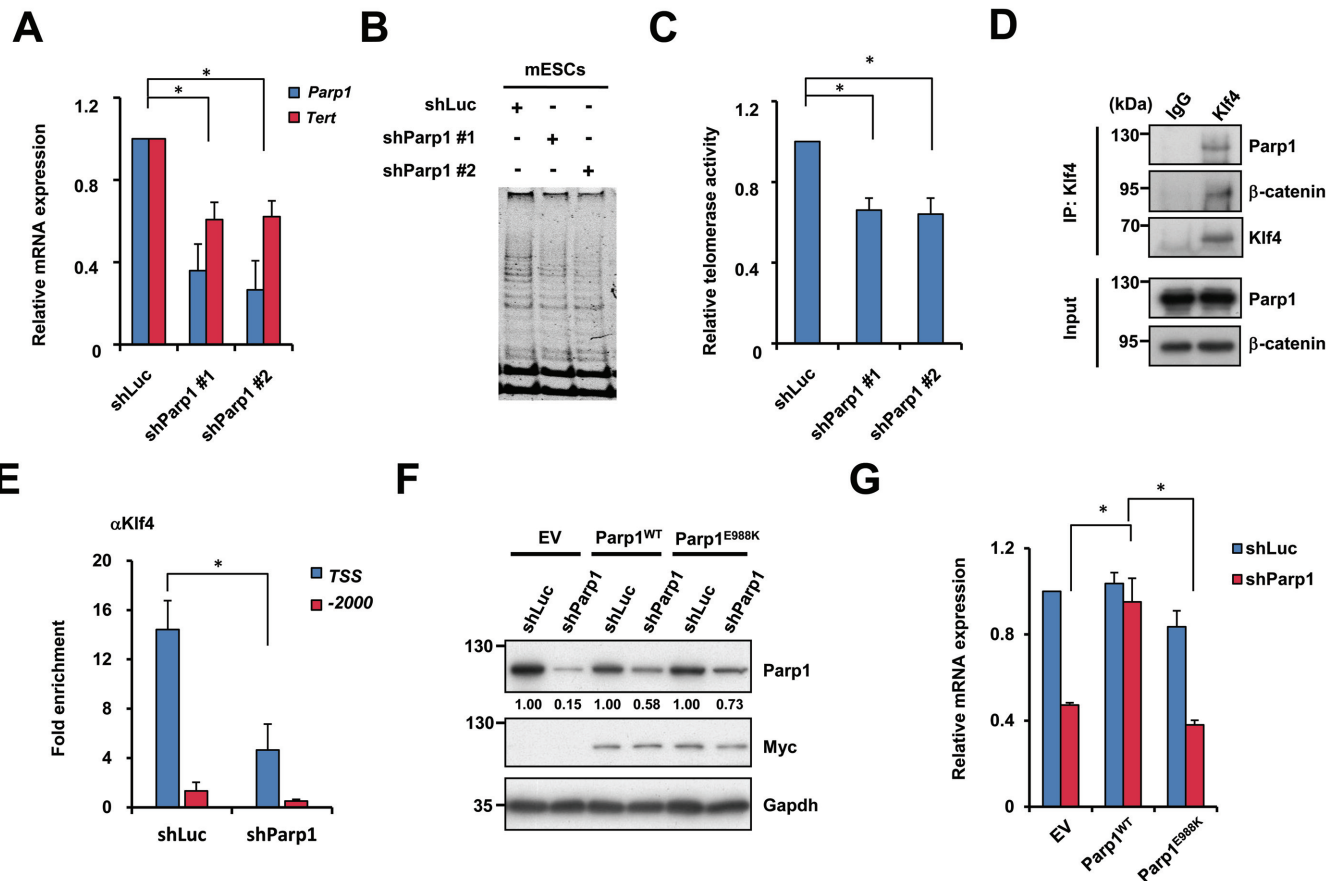 A
Relative mRNA expression
1.2
0.8
0.4
0
* *
Parp1
Tert
shLuc
shParp1 #1
shParp1 #2
B
mESCs
shLuc + - -
shParp1 #1 - + -
shParp1 #2 - - +
C
Relative telomerase activity
1.2
0.8
0.4
0
* *
shLuc
shParp1 #1
shParp1 #2
D
(kDa) IgG Klf4
IP: Klf4
130 Parp1
95 β-catenin
70 Klf4
Input
130 Parp1
95 β-catenin
E
αKlf4
Fold enrichment
20
16
12
8
4
0
*
TSS
-2000
shLuc shParp1
F
EV Parp1WT Parp1E988K
shLuc shParp1 shLuc shParp1 shLuc shParp1
130 Parp1
1.00 0.15 1.00 0.58 1.00 0.73
130 Myc
35 Gapdh
G
Relative mRNA expression
1.2
0.8
0.4
0
* *
shLuc
shParp1
EV
Parp1WT
Parp1E988K